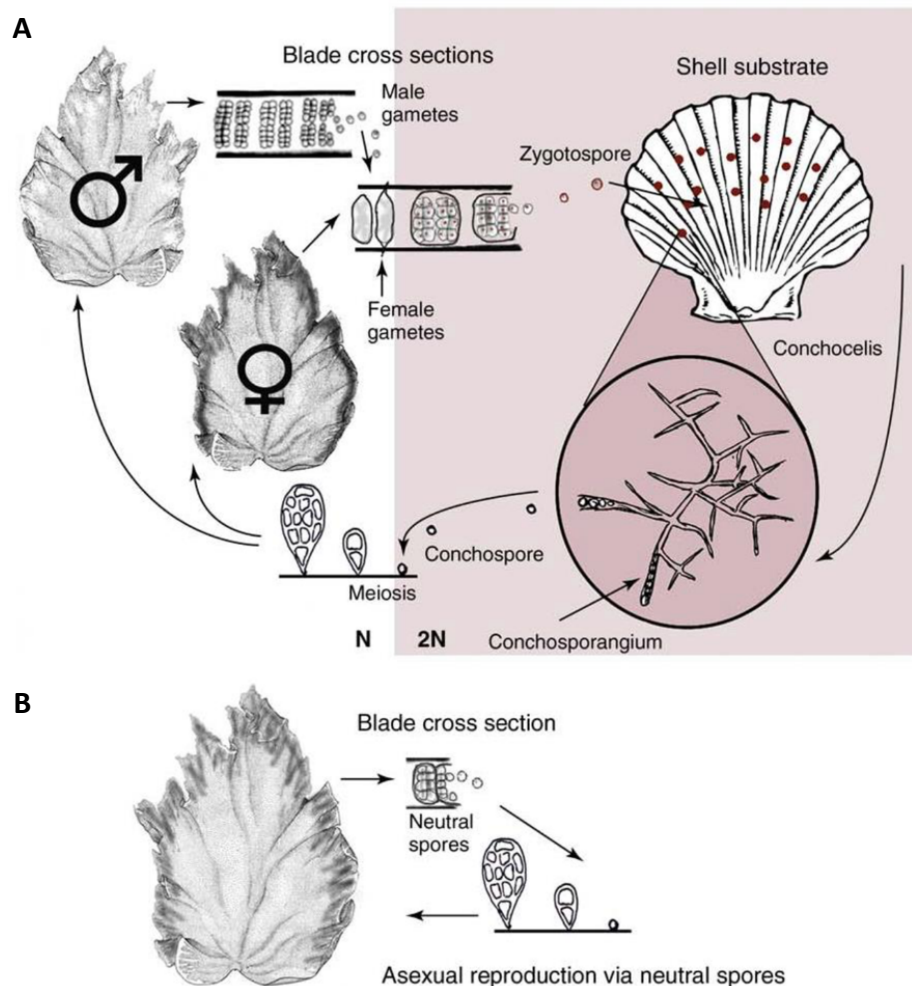 A
Blade cross sections
Male
gametes
Shell substrate
Zygotospore
Female
gametes
Conchocelis
Conchospore
Meiosis
N 2N
Conchosporangium
B
Blade cross section
Neutral
spores
Asexual reproduction via neutral spores